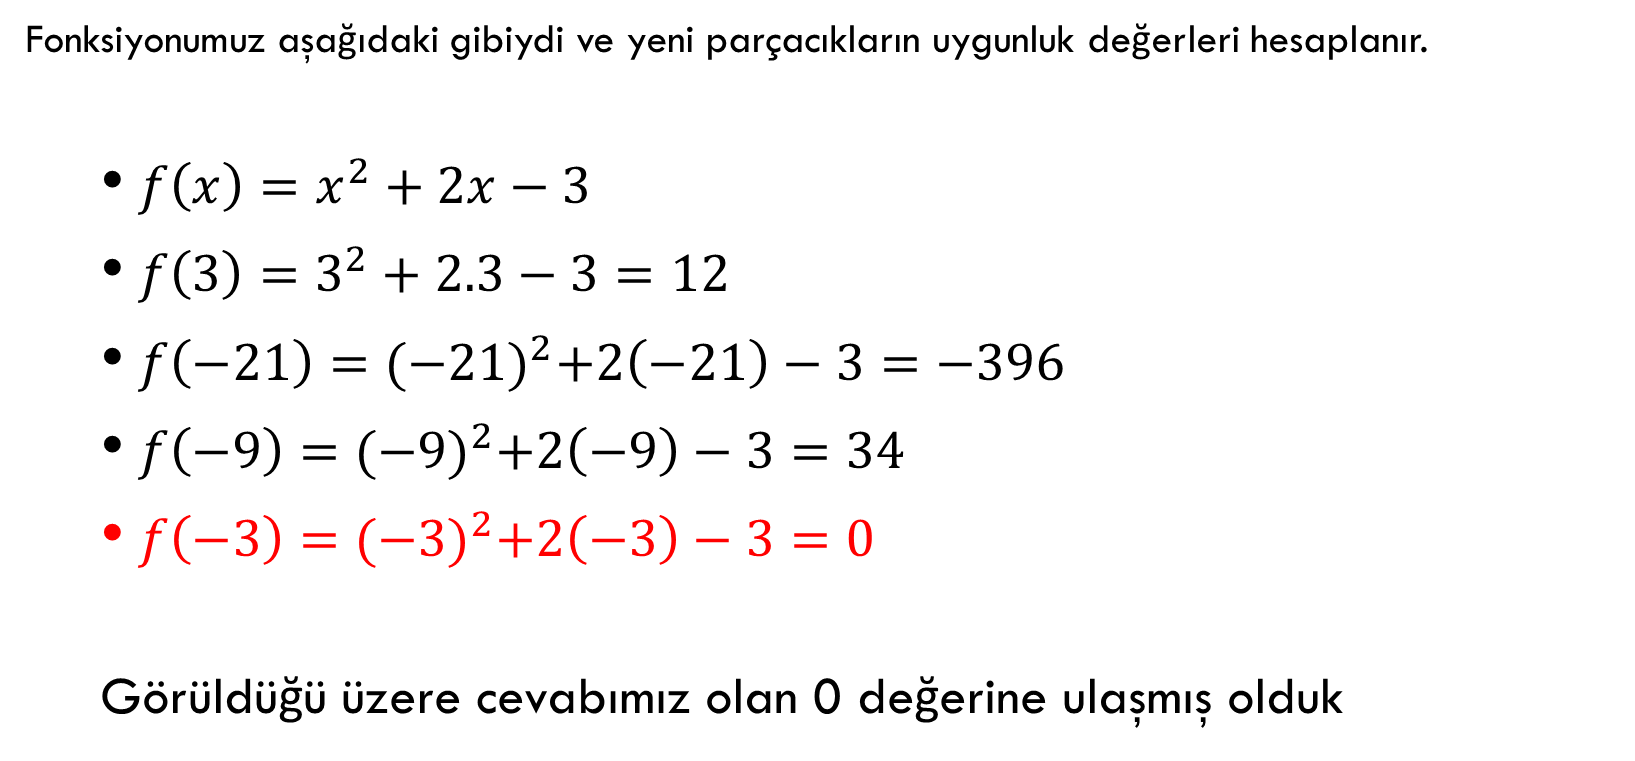 Fonksiyonumuz aşağıdaki gibiydi ve yeni parçacıkların uygunluk değerleri hesaplanır.
• f(x) = x² + 2x − 3
• f(3) = 3² + 2.3 − 3 = 12
• f(−21) = (−21)²+2(−21) − 3 = −396
• f(−9) = (−9)²+2(−9) − 3 = 34
• f(−3) = (−3)²+2(−3) − 3 = 0
Görüldüğü üzere cevabımız olan 0 değerine ulaşmış olduk